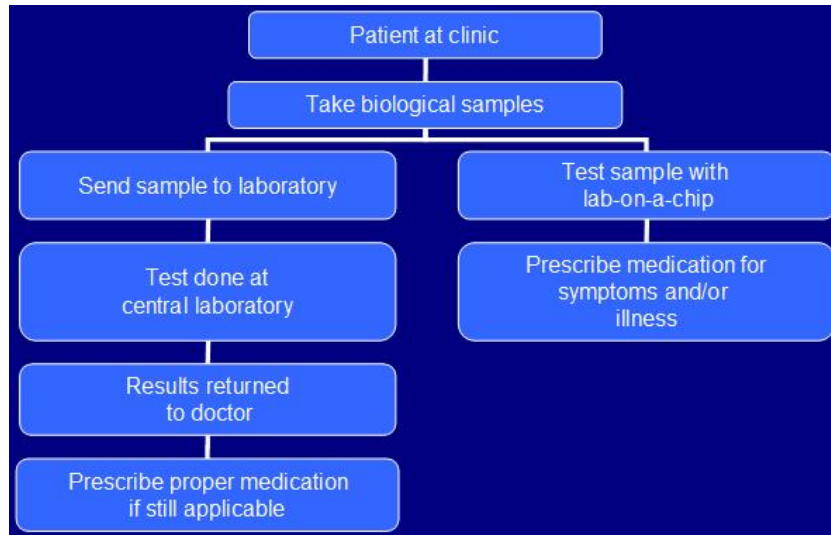 Patient at clinic
Take biological samples
Send sample to laboratory
Test done at
central laboratory
Results returned
to doctor
Prescribe proper medication
if still applicable
Test sample with
lab-on-a-chip
Prescribe medication for
symptoms and/or
illness